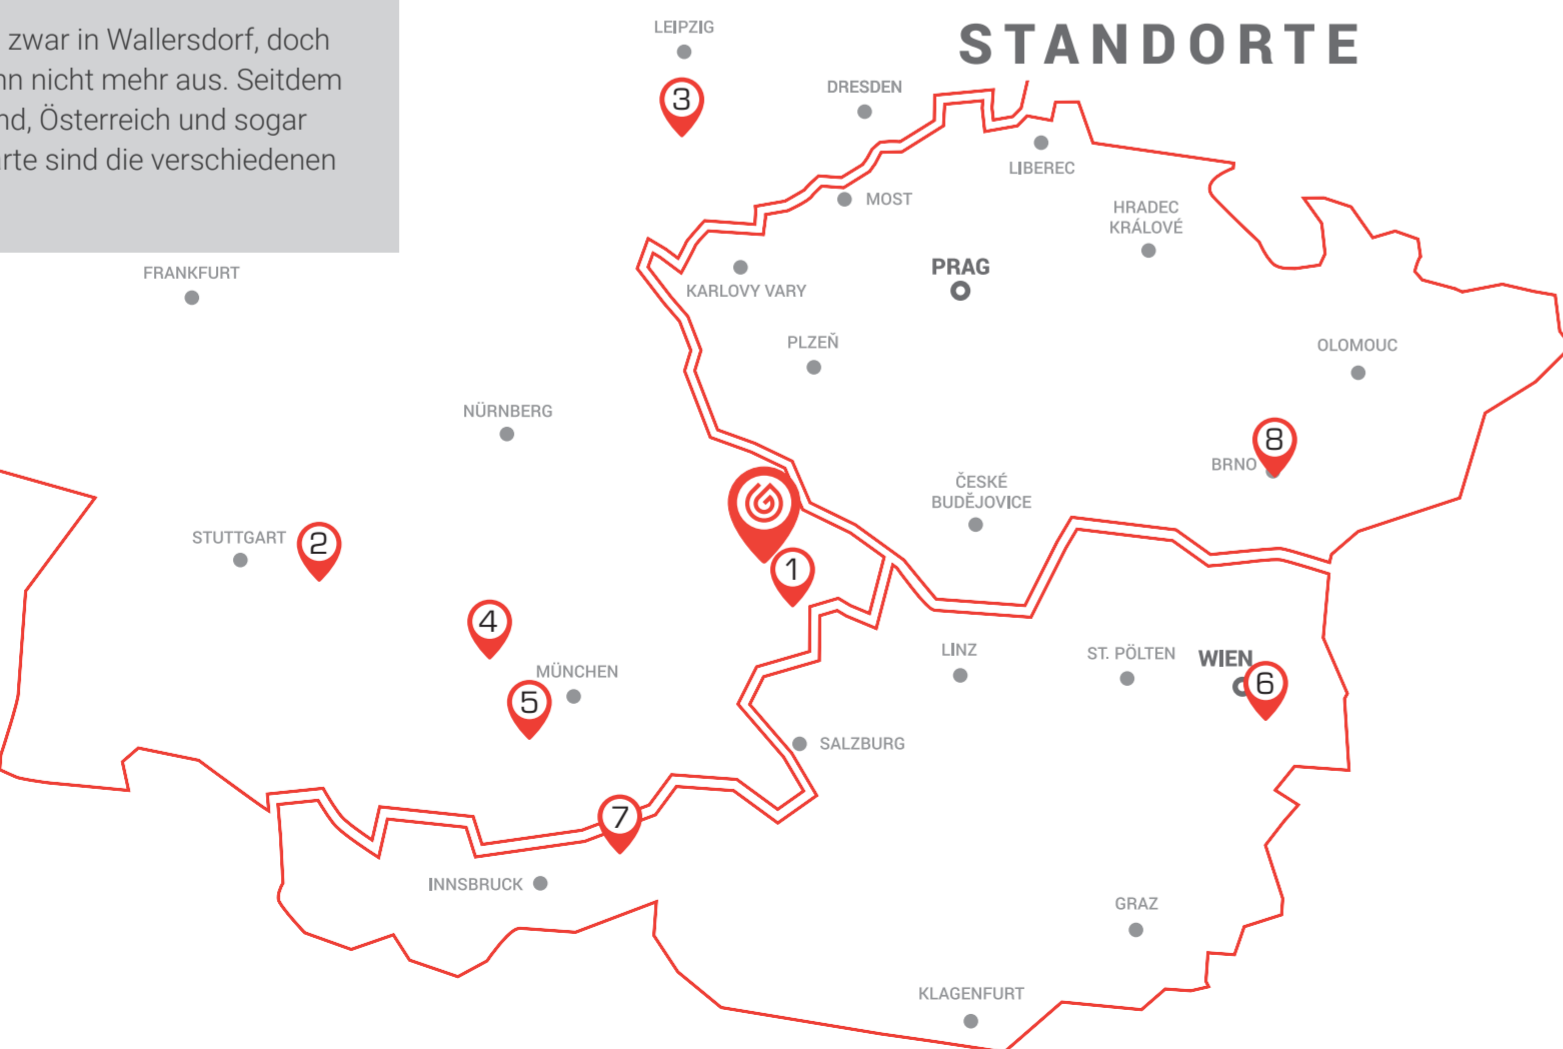 zwar in Wallersdorf, doch
nn nicht mehr aus. Seitdem
nd, Österreich und sogar
arte sind die verschiedenen
STANDORTE
LEIPZIG
3
DRESDEN
LIBEREC
MOST
HRADEC
KRÁLOVÉ
FRANKFURT
PRAG
KARLOVY VARY
PLZEŇ
OLOMOUC
NÜRNBERG
8
BRNO
ČESKÉ
BUDĚJOVICE
STUTTGART
2
1
4
LINZ
ST. PÖLTEN
WIEN
6
MÜNCHEN
5
SALZBURG
7
INNSBRUCK
GRAZ
KLAGENFURT